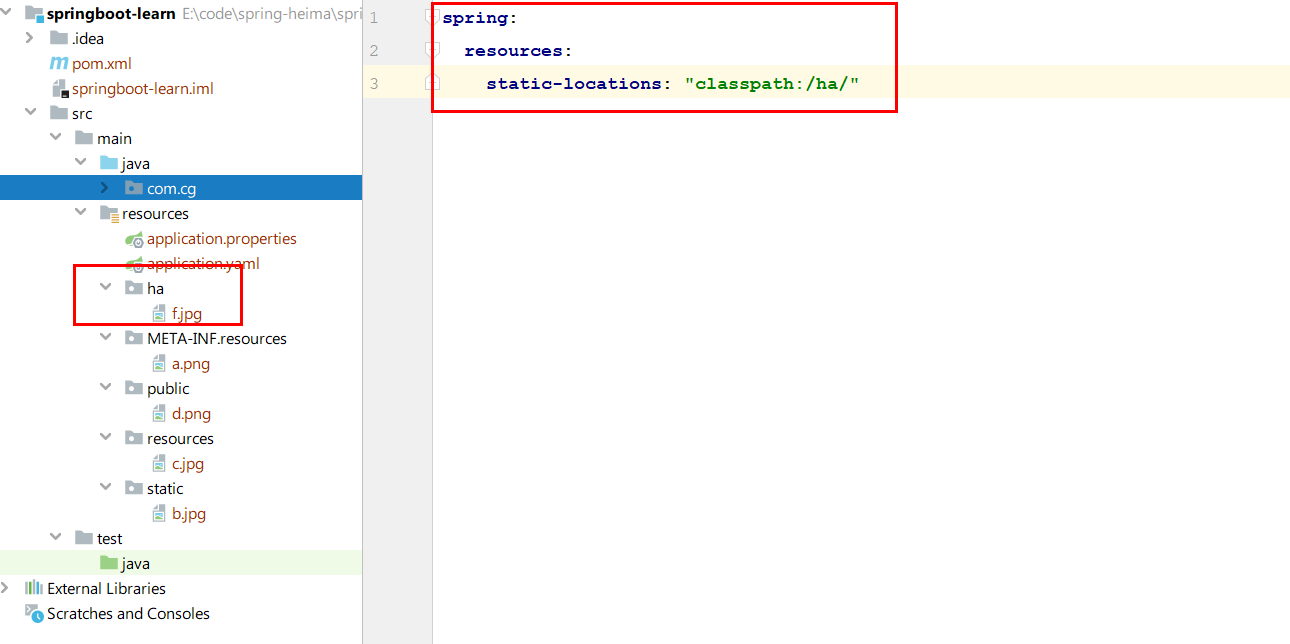 springboot-learn E:\code\spring-heima\spri
.idea
pom.xml
springboot-learn.iml
src
main
java
com.cg
resources
application.properties
application.yaml
ha
f.jpg
META-INF.resources
a.png
public
d.png
resources
c.jpg
static
b.jpg
test
java
External Libraries
Scratches and Consoles
1 spring:
2 resources:
3 static-locations: "classpath:/ha/"